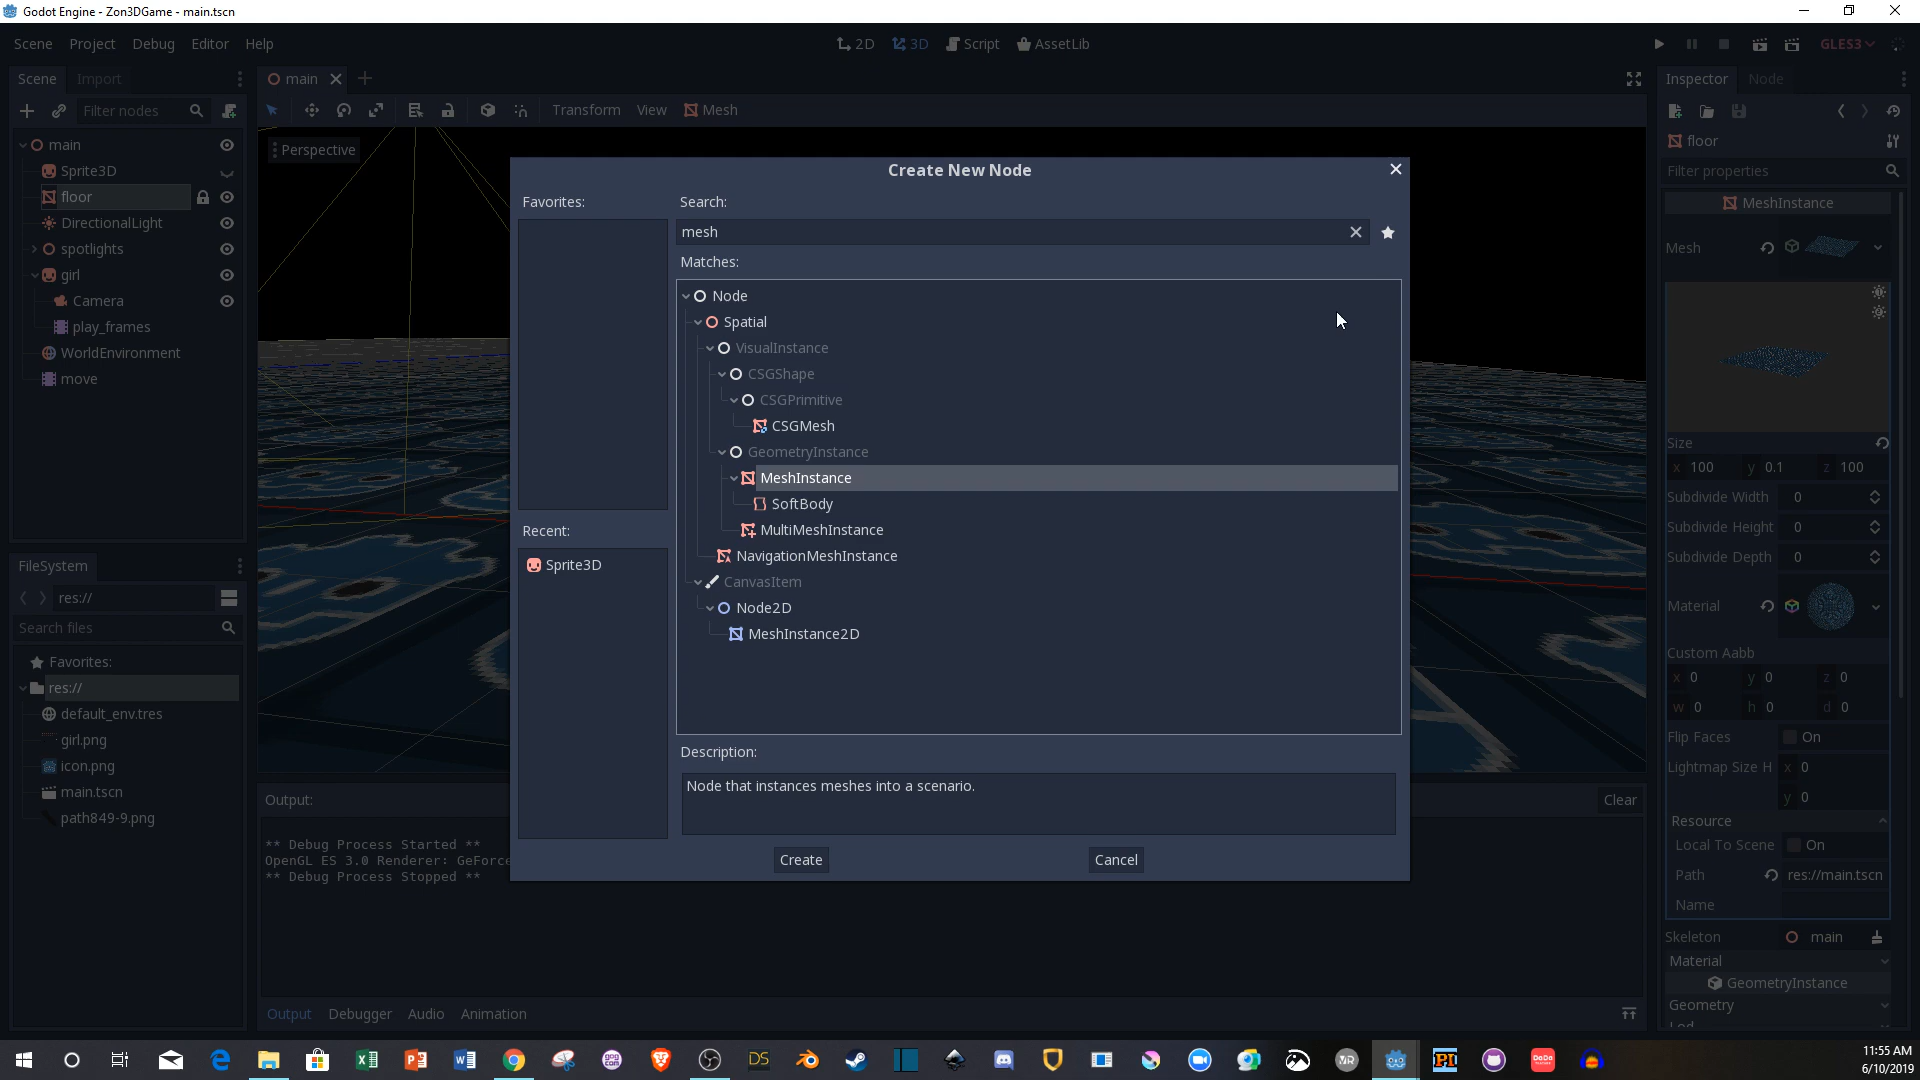 Godot Engine - Zon3DGame - main.tscn
Scene Project Debug Editor Help
2D 3D Script AssetLib
GLES3
Scene Import
main
Inspector Node
Filter nodes
Transform View Mesh
main
Sprite3D
floor
DirectionalLight
spotlights
girl
Camera
play_frames
WorldEnvironment
move
Perspective
FileSystem
res://
Search files
Favorites:
res://
default_env.tres
girl.png
icon.png
main.tscn
path849-9.png
Create New Node
Favorites:
Search:
mesh
Matches:
Node
Spatial
VisualInstance
CSGShape
CSGPrimitive
CSGMesh
GeometryInstance
MeshInstance
SoftBody
MultiMeshInstance
NavigationMeshInstance
CanvasItem
Node2D
MeshInstance2D
Recent:
Sprite3D
Description:
Node that instances meshes into a scenario.
Create Cancel
Output:
Clear
** Debug Process Started **
OpenGL ES 3.0 Renderer: GeForce
** Debug Process Stopped **
Output Debugger Audio Animation
floor
Filter properties
MeshInstance
Mesh
Size
x 100 y 0.1 z 100
Subdivide Width 0
Subdivide Height 0
Subdivide Depth 0
Material
Custom Aabb
x 0 y 0 z 0
w 0 h 0 d 0
Flip Faces On
Lightmap Size H x 0
y 0
Resource
Local To Scene On
Path res://main.tscn
Name
Skeleton main
Material
GeometryInstance
Geometry
11:55 AM
6/10/2019